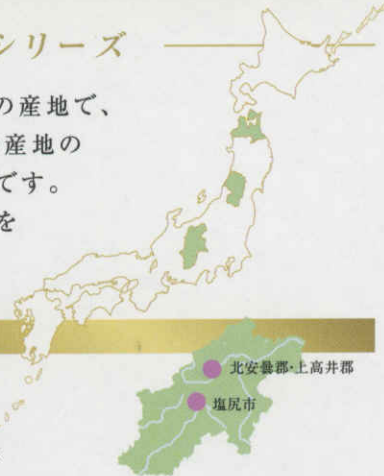 シリーズ
の産地で、
産地の
です。
を
北安曇郡・上高井郡
塩尻市